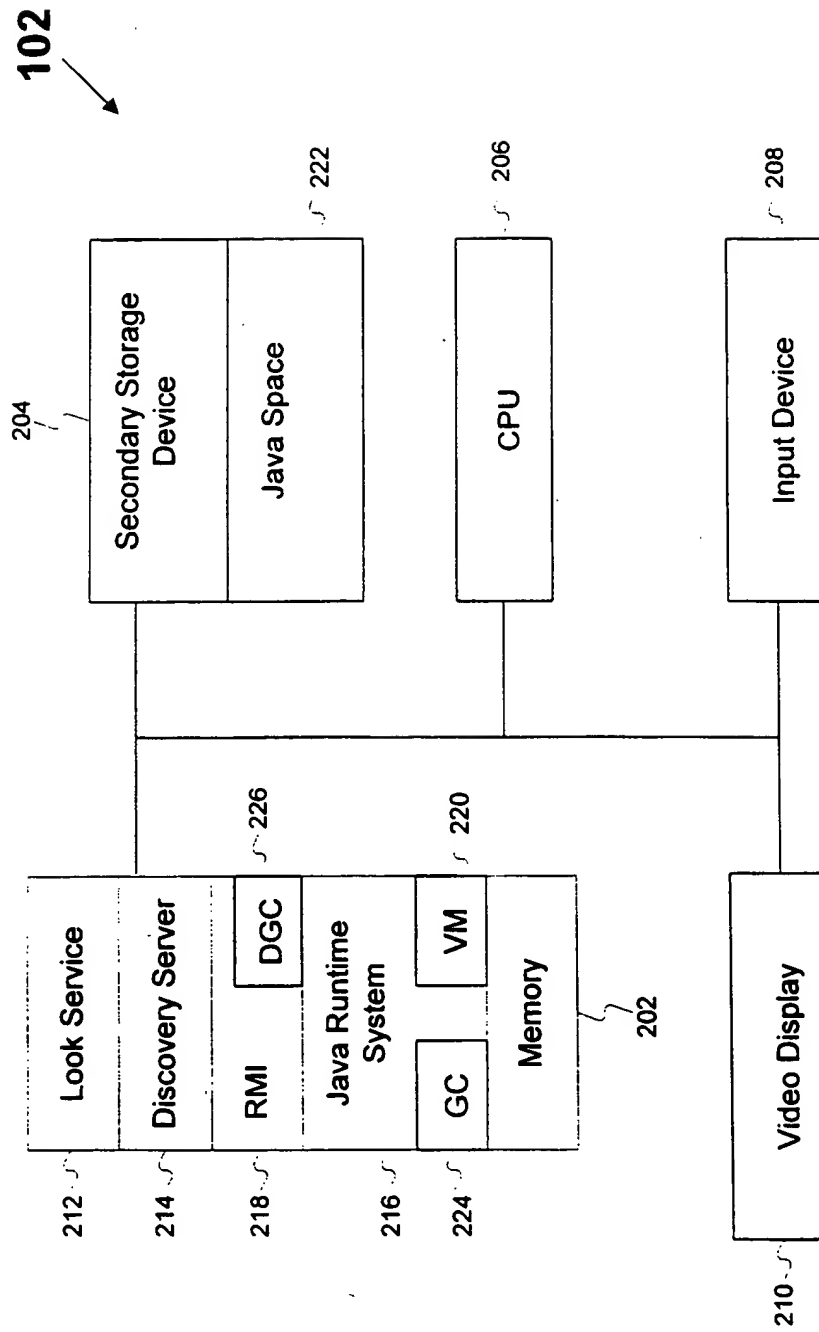 102
204
Secondary Storage
Device
Java Space
222
CPU
206
Input Device
208
212
Look Service
214
Discovery Server
218
RMI
DGC
226
216
Java Runtime
System
224
GC
VM
220
Memory
202
210
Video Display